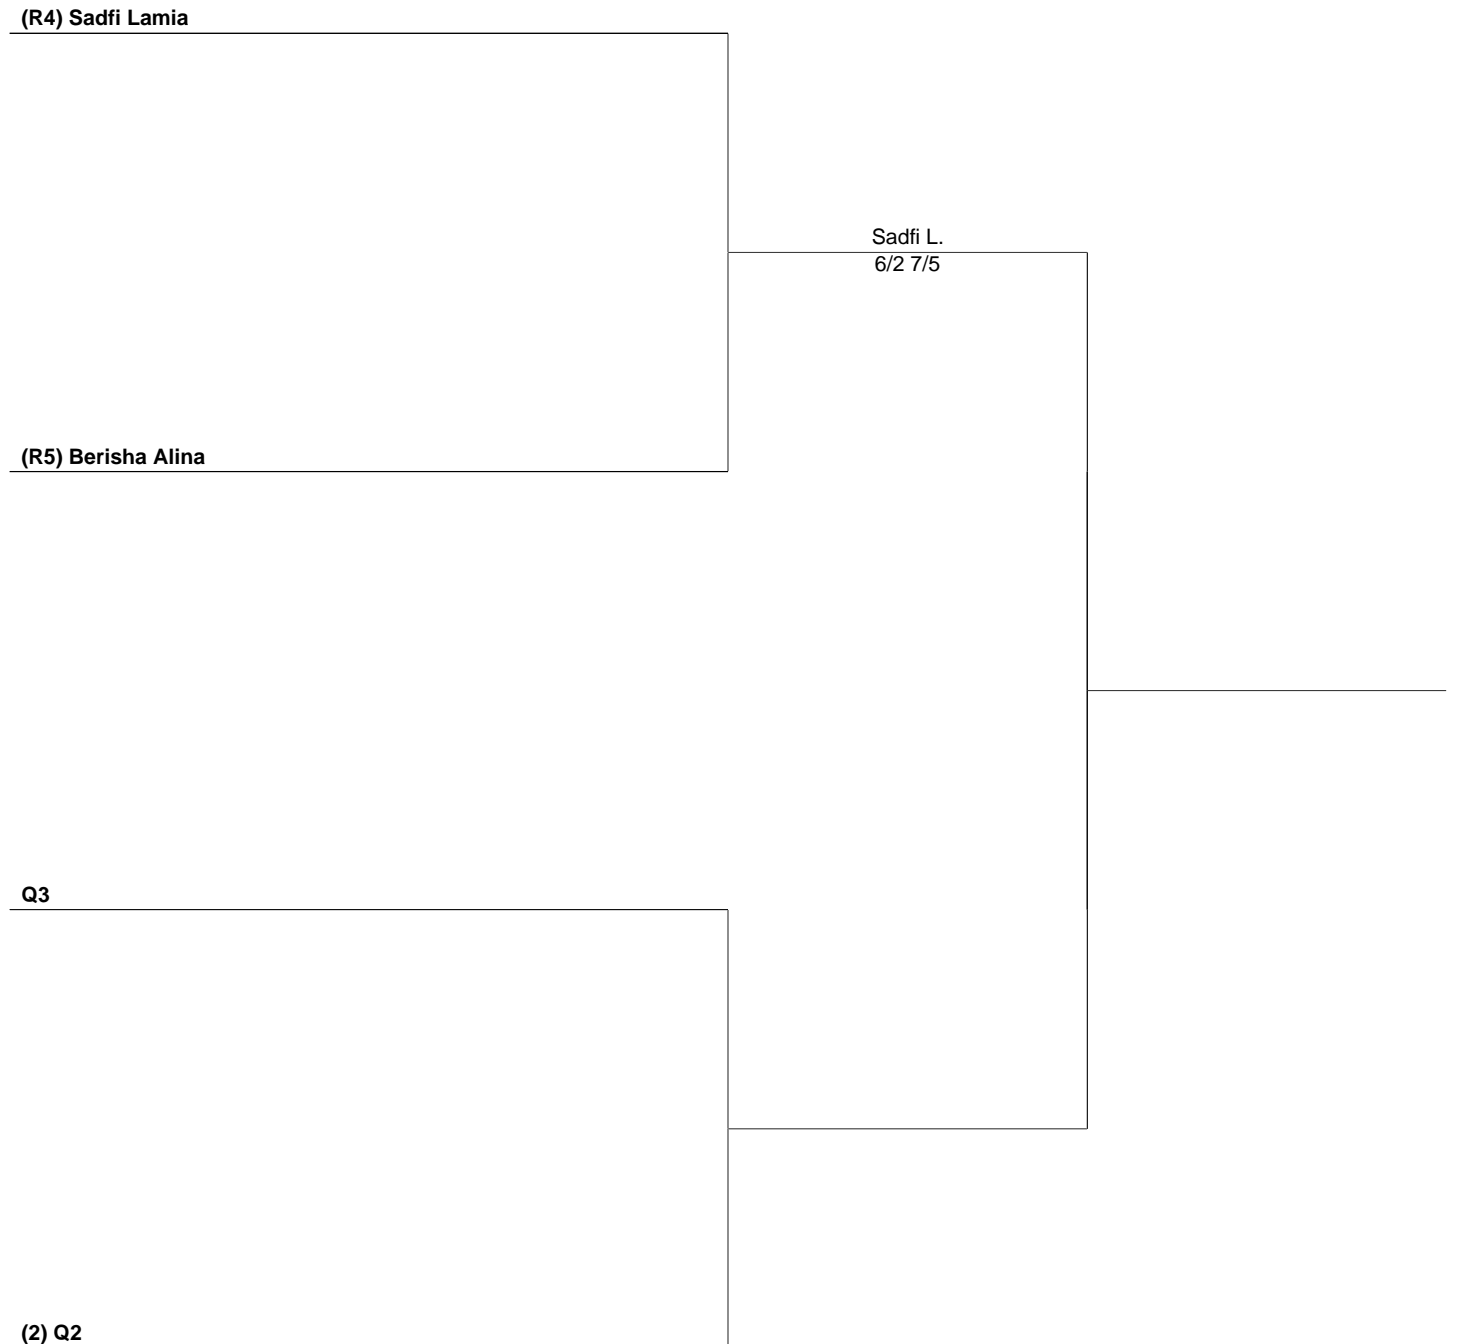 (R4) Sadfi Lamia
Sadfi L.
6/2 7/5
(R5) Berisha Alina
Q3
(2) Q2